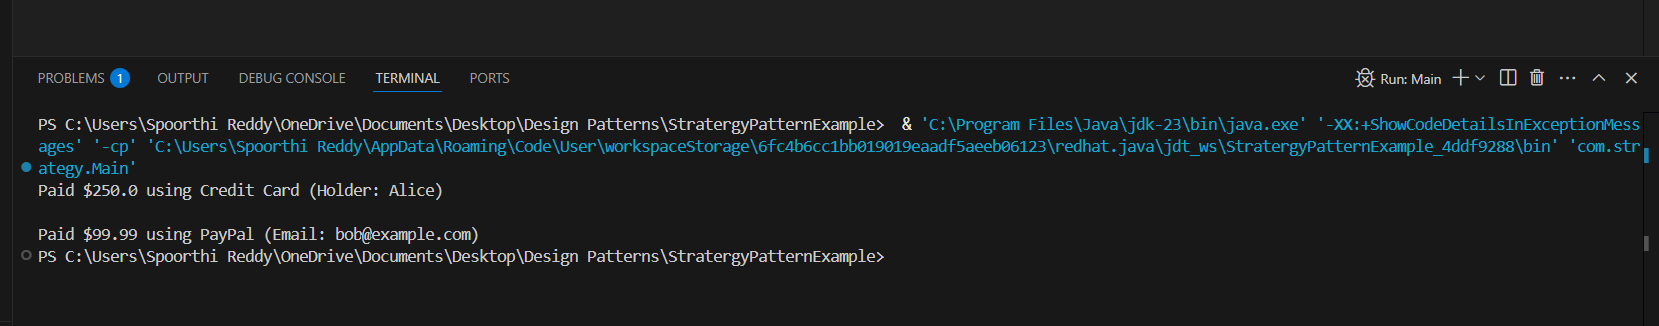 PROBLEMS 1 OUTPUT DEBUG CONSOLE TERMINAL PORTS Run: Main
PS C:\Users\Spoorthi Reddy\OneDrive\Documents\Desktop\Design Patterns\StratergyPatternExample>  & 'C:\Program Files\Java\jdk-23\bin\java.exe' '-XX:+ShowCodeDetailsInExceptionMess
ages' '-cp' 'C:\Users\Spoorthi Reddy\AppData\Roaming\Code\User\workspaceStorage\6fc4b6cc1bb019019eaadf5aeeb06123\redhat.java\jdt_ws\StratergyPatternExample_4ddf9288\bin' 'com.str
ategy.Main'
Paid $250.0 using Credit Card (Holder: Alice)
Paid $99.99 using PayPal (Email: bob@example.com)
PS C:\Users\Spoorthi Reddy\OneDrive\Documents\Desktop\Design Patterns\StratergyPatternExample>